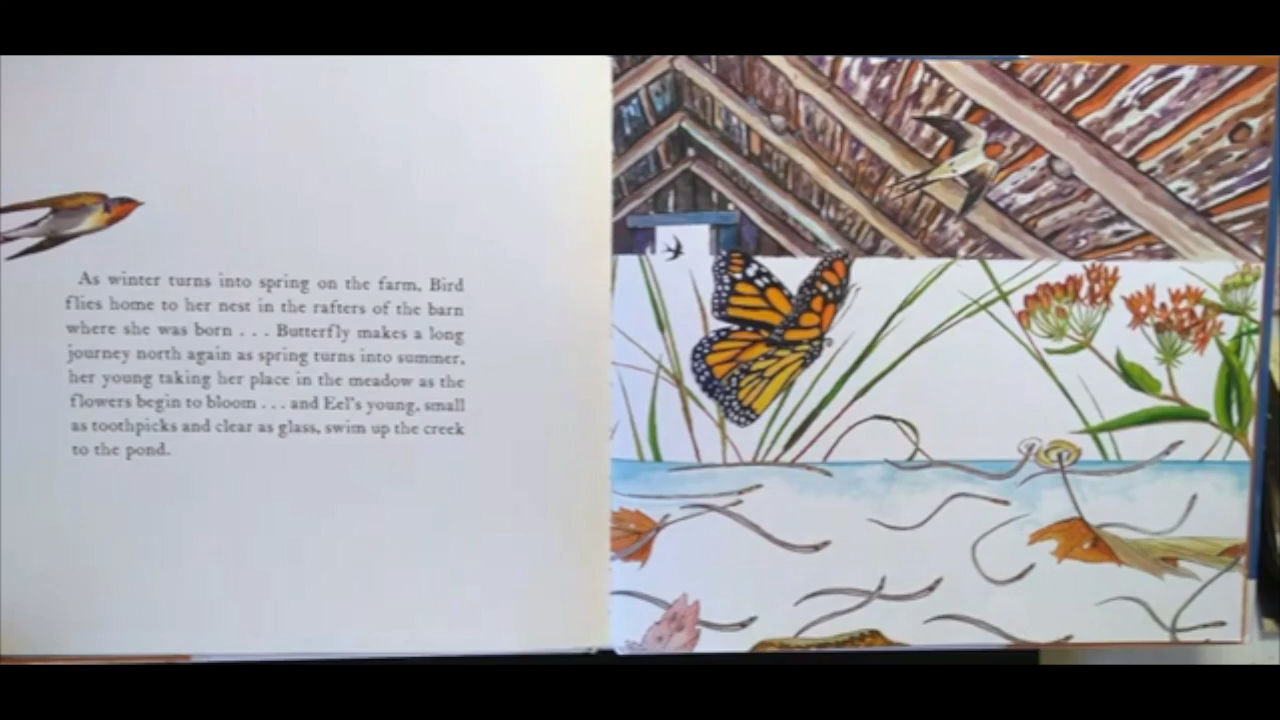 As winter turns into spring on the farm, Bird
flies home to her nest in the rafters of the barn
where she was born . . . Butterfly makes a long
journey north again as spring turns into summer,
her young taking her place in the meadow as the
flowers begin to bloom . . . and Eel's young, small
as toothpicks and clear as glass, swim up the creek
to the pond.